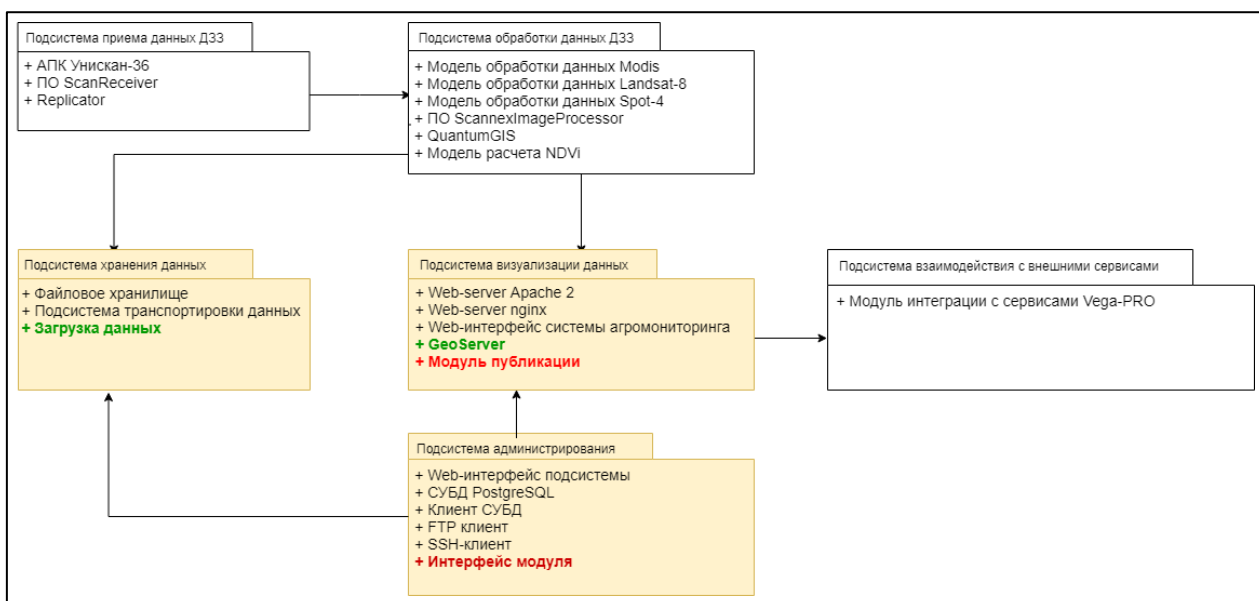 Подсистема приема данных ДЗЗ
+ АПК Унискан-36
+ ПО ScanReceiver
+ Replicator
Подсистема обработки данных ДЗЗ
+ Модель обработки данных Modis
+ Модель обработки данных Landsat-8
+ Модель обработки данных Spot-4
+ ПО ScannexImageProcessor
+ QuantumGIS
+ Модель расчета NDVi
Подсистема хранения данных
+ Файловое хранилище
+ Подсистема транспортировки данных
+ Загрузка данных
Подсистема визуализации данных
+ Web-server Apache 2
+ Web-server nginx
+ Web-интерфейс системы агромониторинга
+ GeoServer
+ Модуль публикации
Подсистема взаимодействия с внешними сервисами
+ Модуль интеграции с сервисами Vega-PRO
Подсистема администрирования
+ Web-интерфейс подсистемы
+ СУБД PostgreSQL
+ Клиент СУБД
+ FTP клиент
+ SSH-клиент
+ Интерфейс модуля